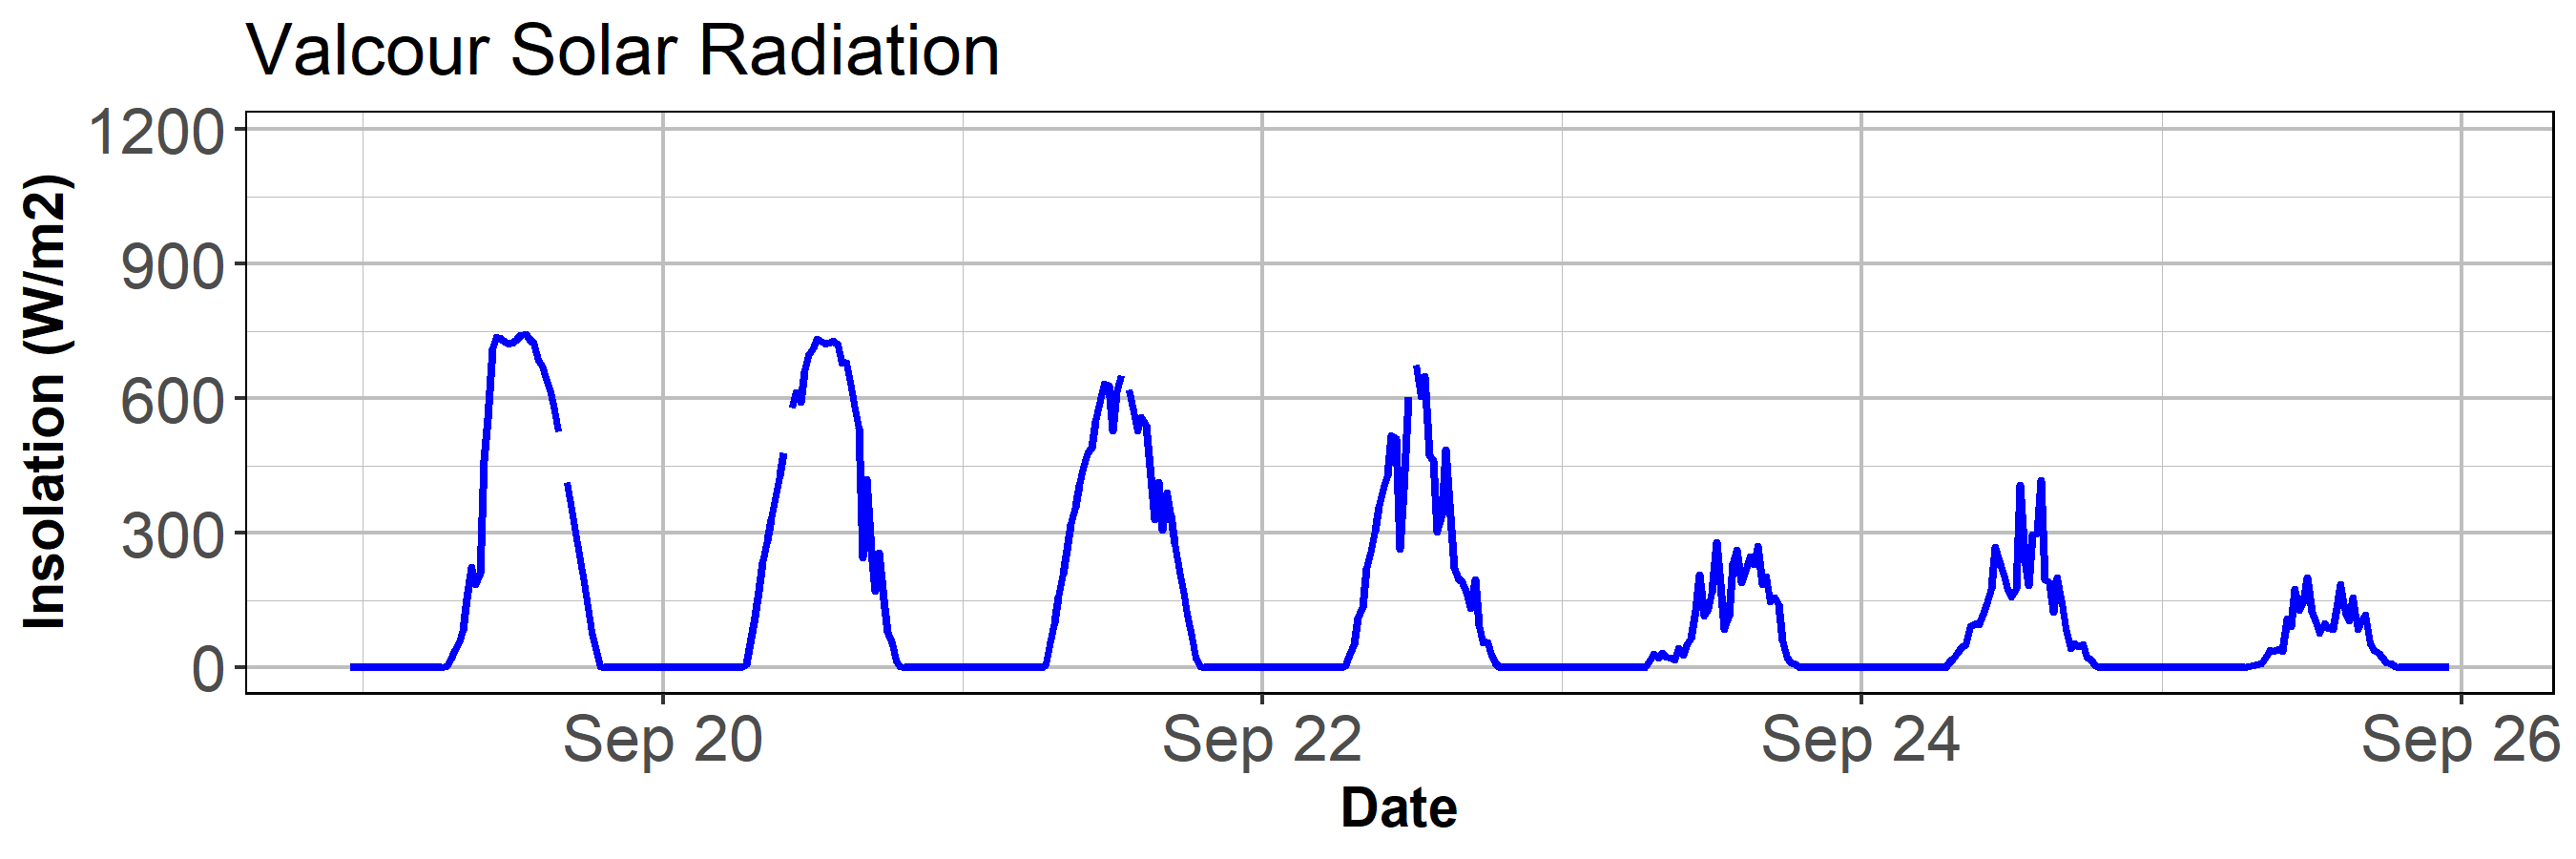 Valcour Solar Radiation
Insolation (W/m2)
1200
900
600
300
0
Sep 20 Sep 22 Sep 24 Sep 26
Date